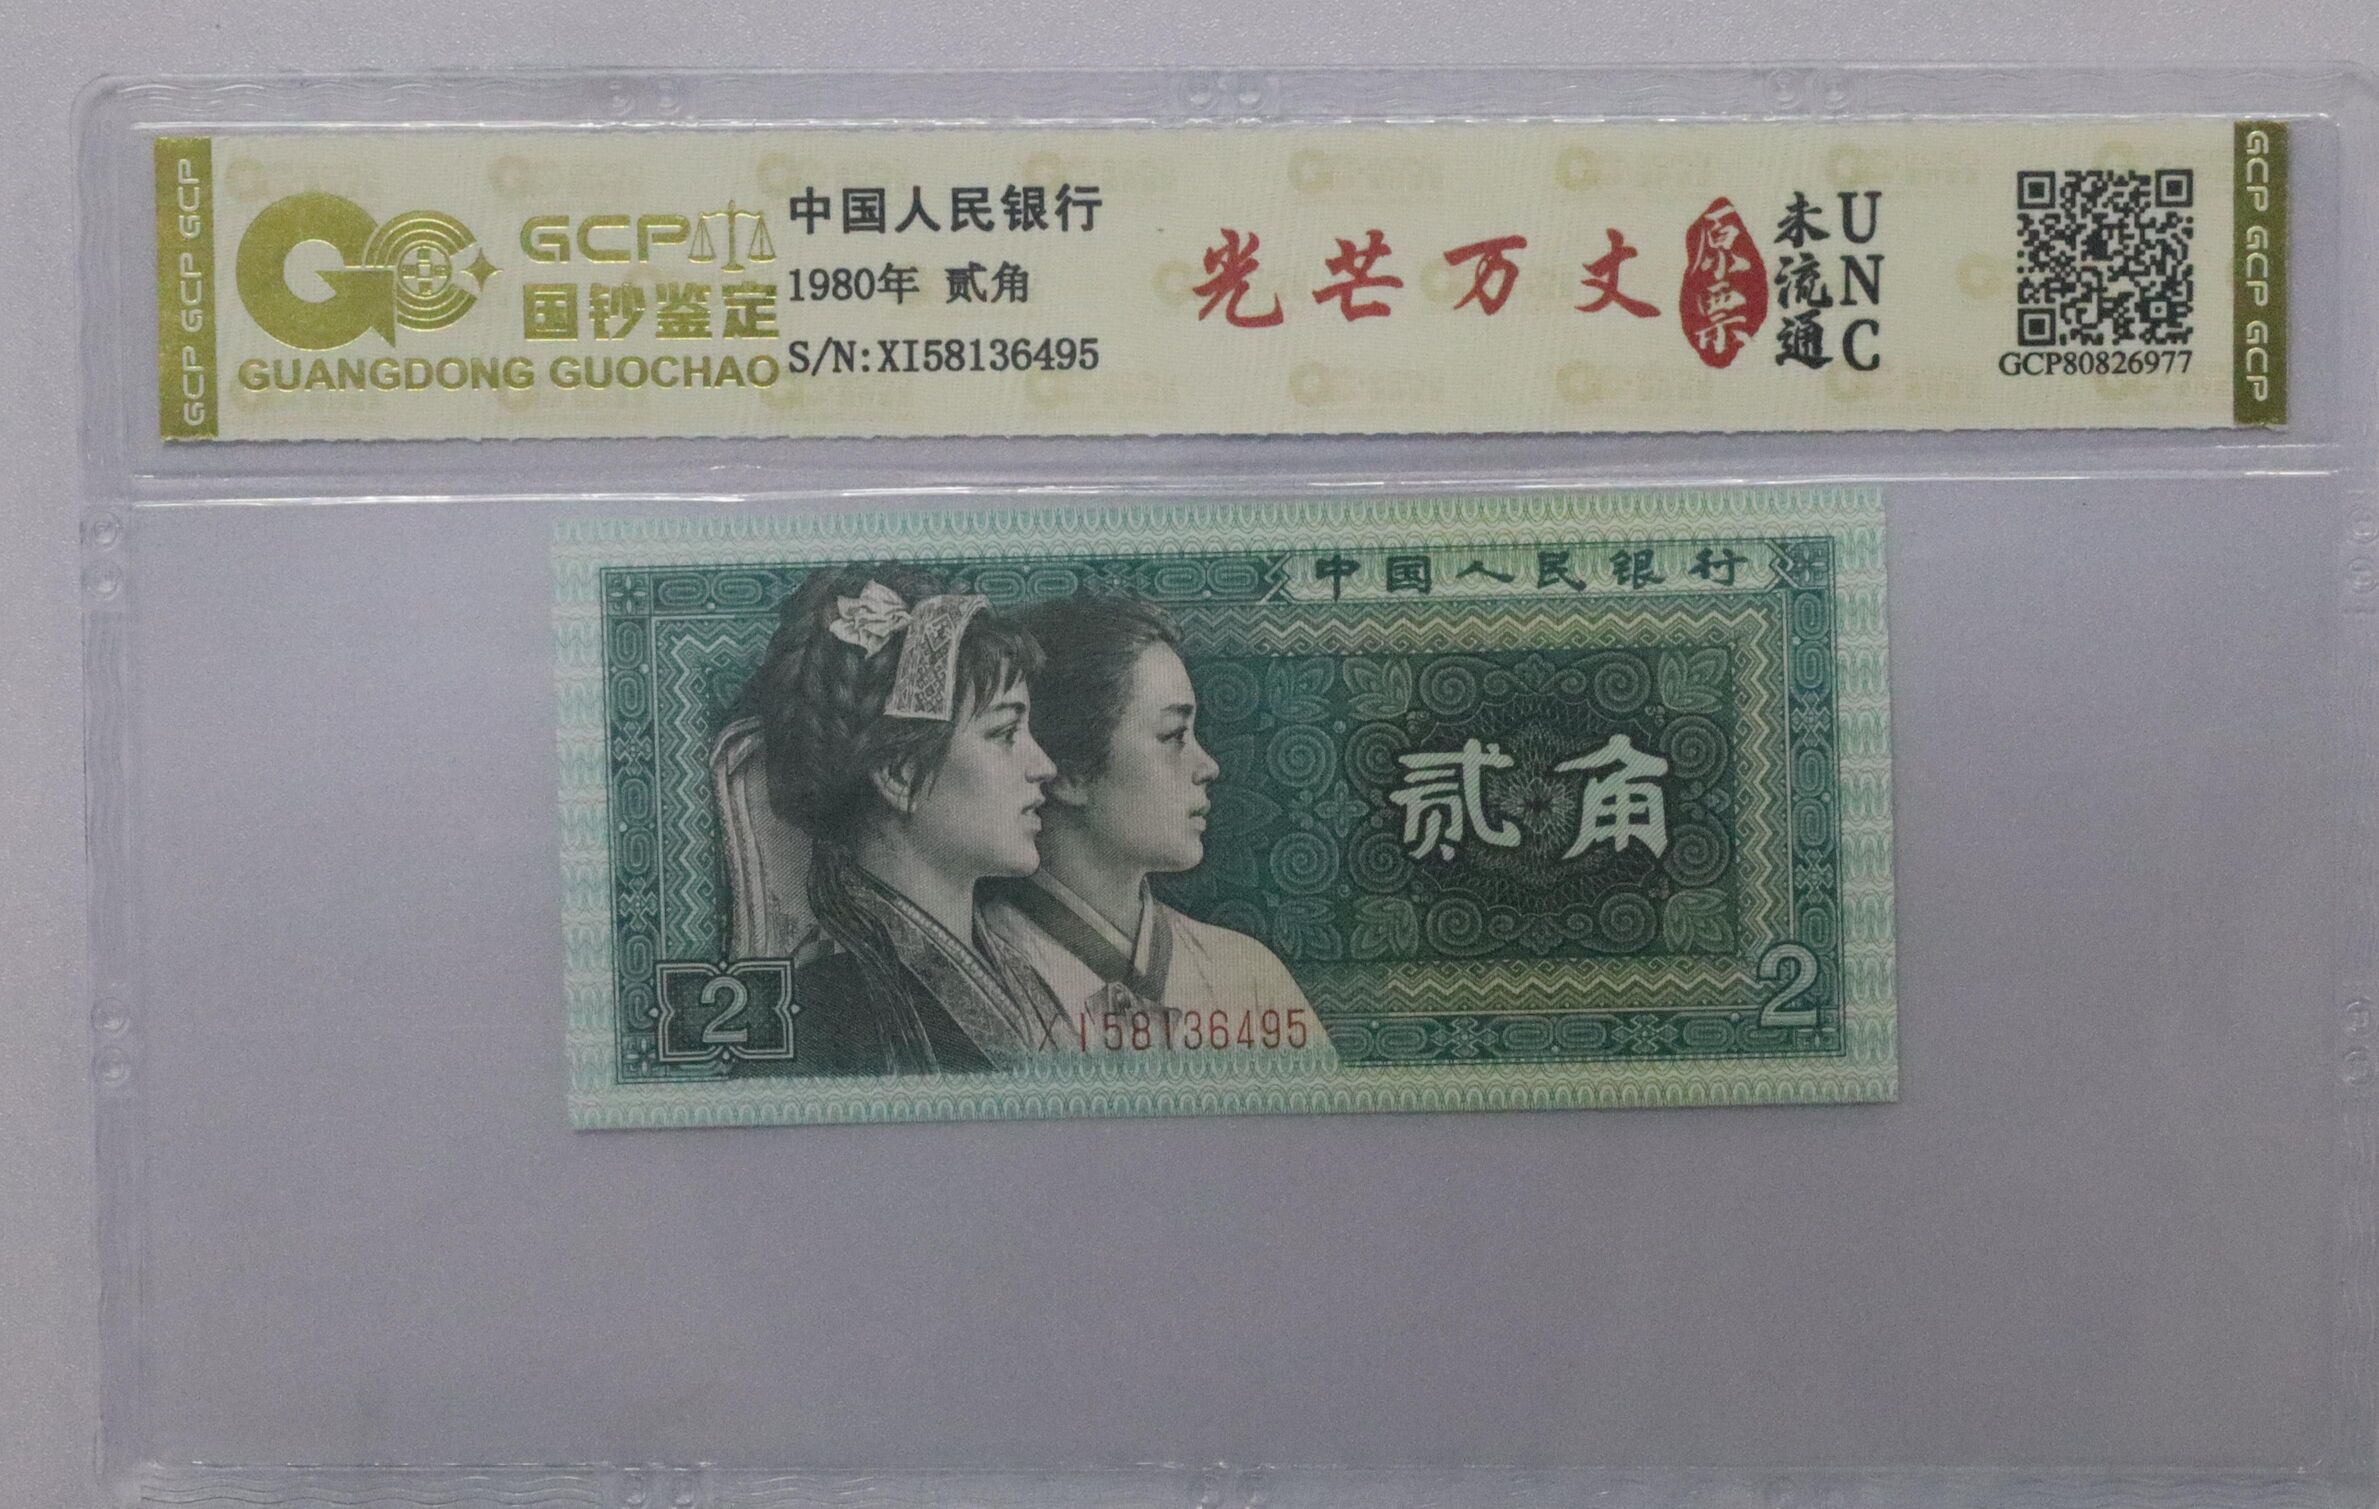 GCP GCP GCP
GCP
国钞鉴定
GUANGDONG GUOCHAO
中国人民银行
1980年 贰角
S/N:XI58136495
光芒万丈
原票
未流通
UNC
GCP80826977
GCP GCP GCP
中国人民银行
贰角
2
XI58136495
2